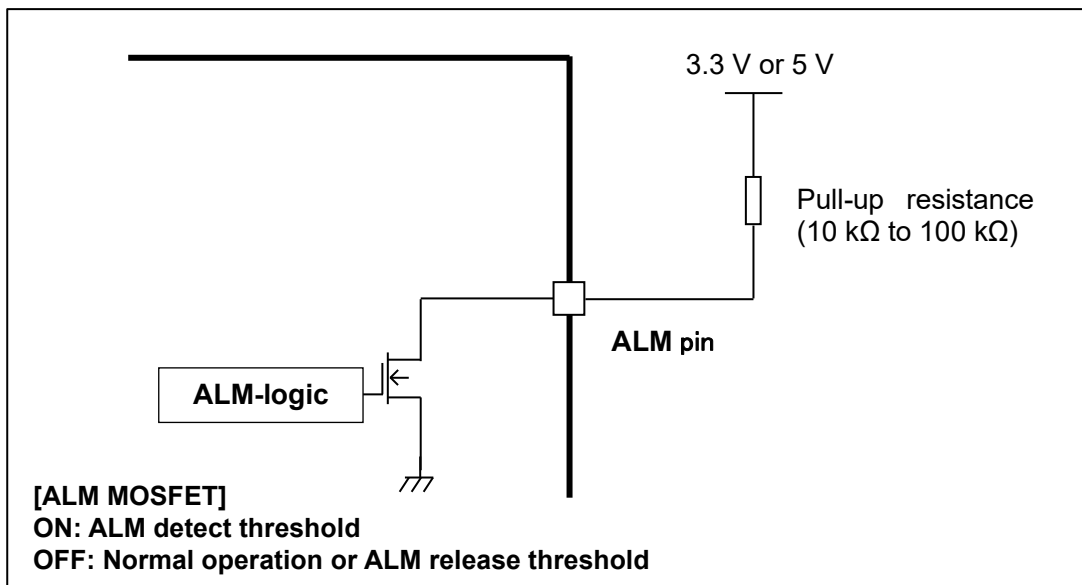 3.3 V or 5 V
Pull-up resistance
(10 kΩ to 100 kΩ)
ALM pin
ALM-logic
[ALM MOSFET]
ON: ALM detect threshold
OFF: Normal operation or ALM release threshold